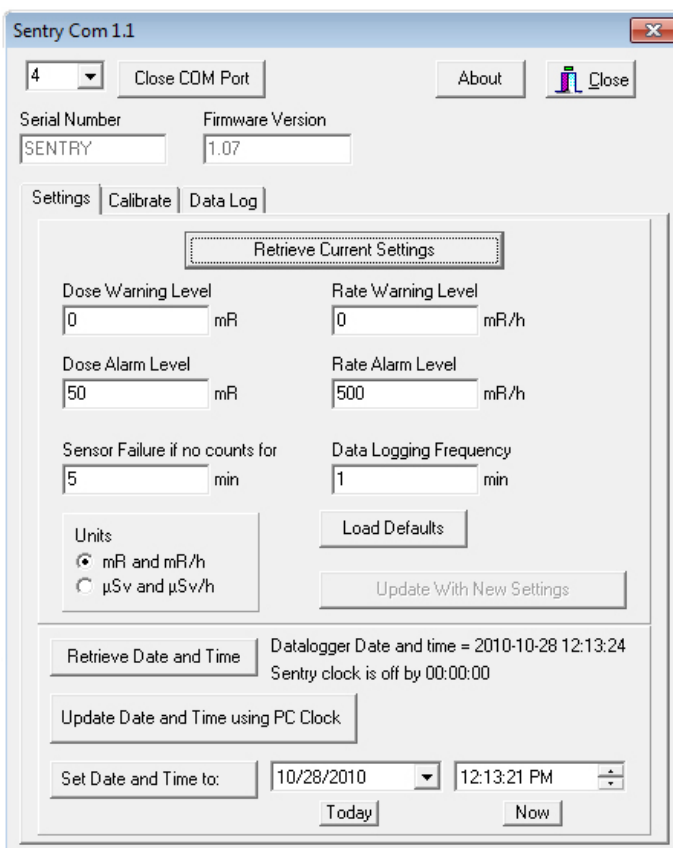 Sentry Com 1.1
4 Close COM Port About Close
Serial Number Firmware Version
SENTRY 1.07
Settings Calibrate Data Log
Retrieve Current Settings
Dose Warning Level Rate Warning Level
0 mR 0 mR/h
Dose Alarm Level Rate Alarm Level
50 mR 500 mR/h
Sensor Failure if no counts for Data Logging Frequency
5 min 1 min
Units Load Defaults
mR and mR/h
µSv and µSv/h Update With New Settings
Retrieve Date and Time Datalogger Date and time = 2010-10-28 12:13:24
Sentry clock is off by 00:00:00
Update Date and Time using PC Clock
Set Date and Time to: 10/28/2010 12:13:21 PM
Today Now